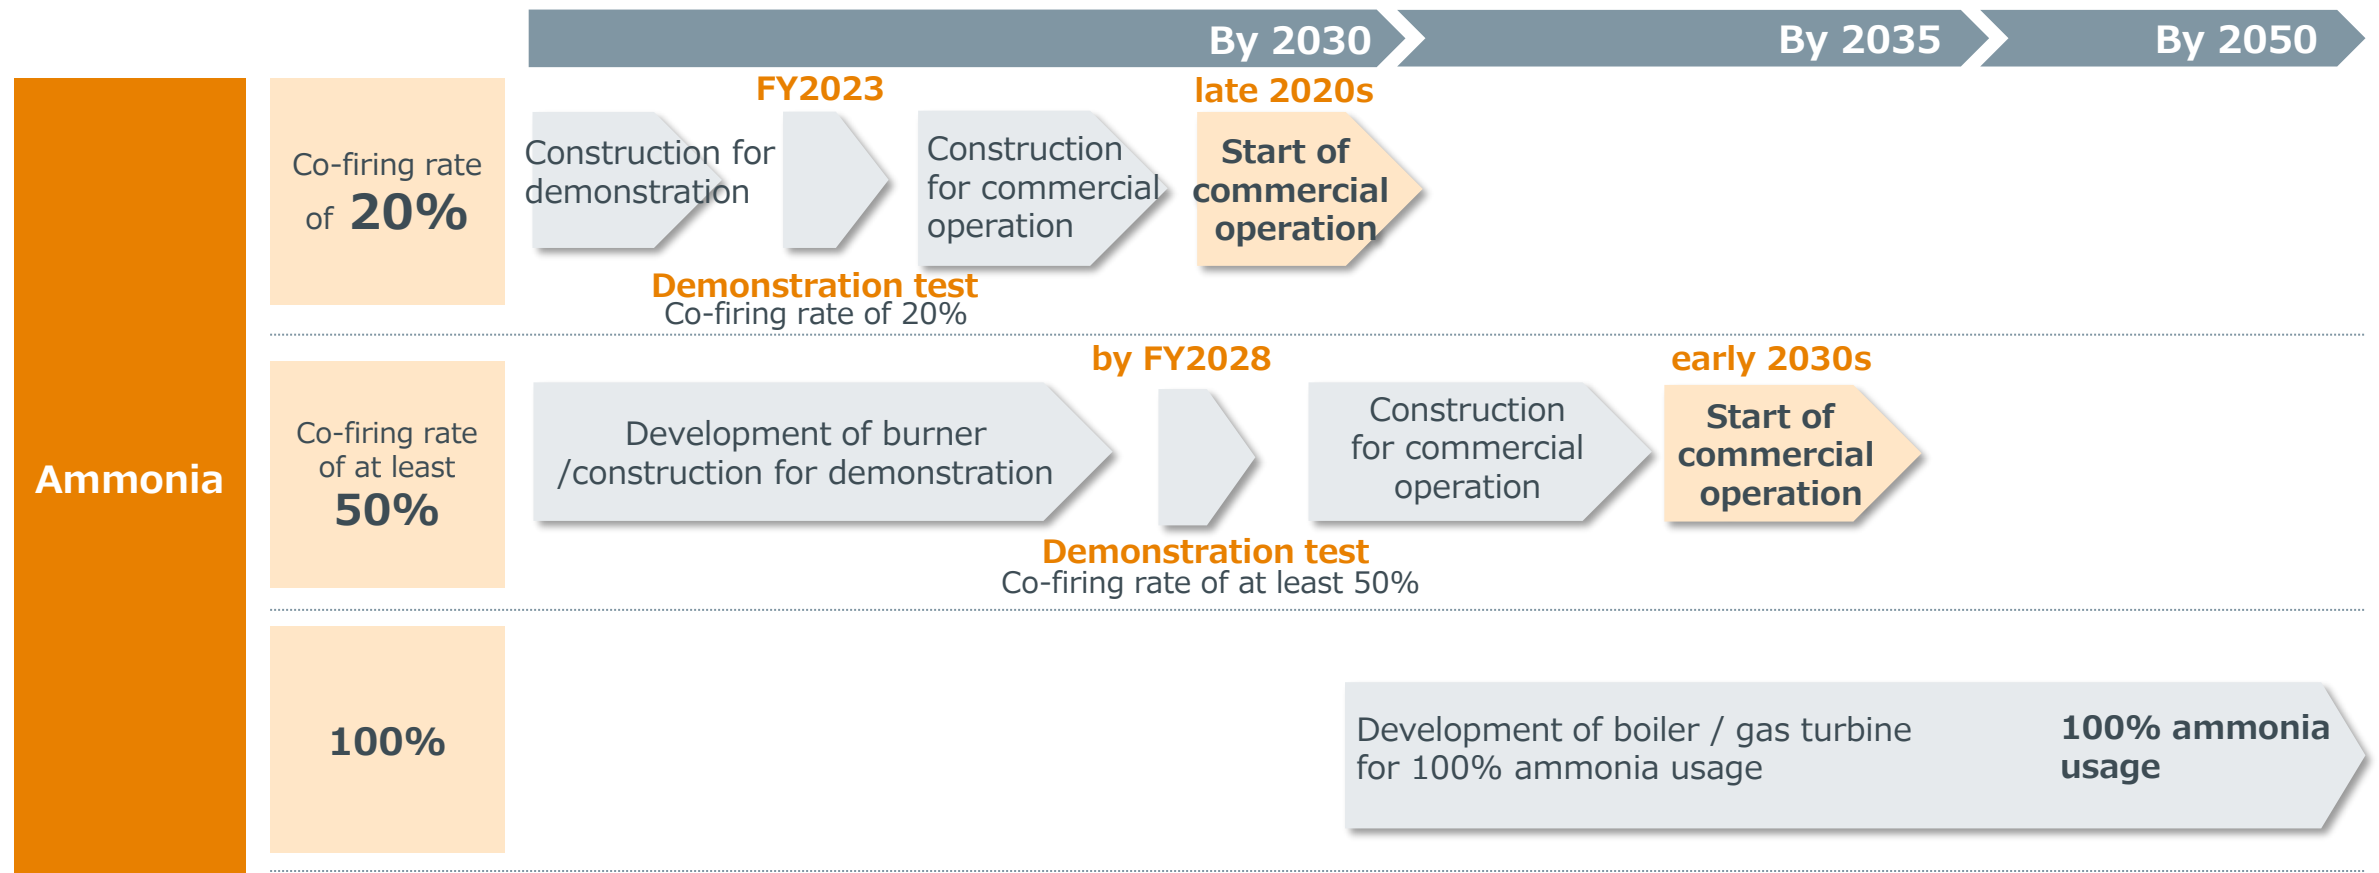 By 2030
By 2035
By 2050
Ammonia
Co-firing rate
of 20%
FY2023
late 2020s
Construction for
demonstration
Construction
for commercial
operation
Start of
commercial
operation
Demonstration test
Co-firing rate of 20%
Co-firing rate
of at least
50%
by FY2028
early 2030s
Development of burner
/construction for demonstration
Construction
for commercial
operation
Start of
commercial
operation
Demonstration test
Co-firing rate of at least 50%
100%
Development of boiler / gas turbine
for 100% ammonia usage
100% ammonia
usage